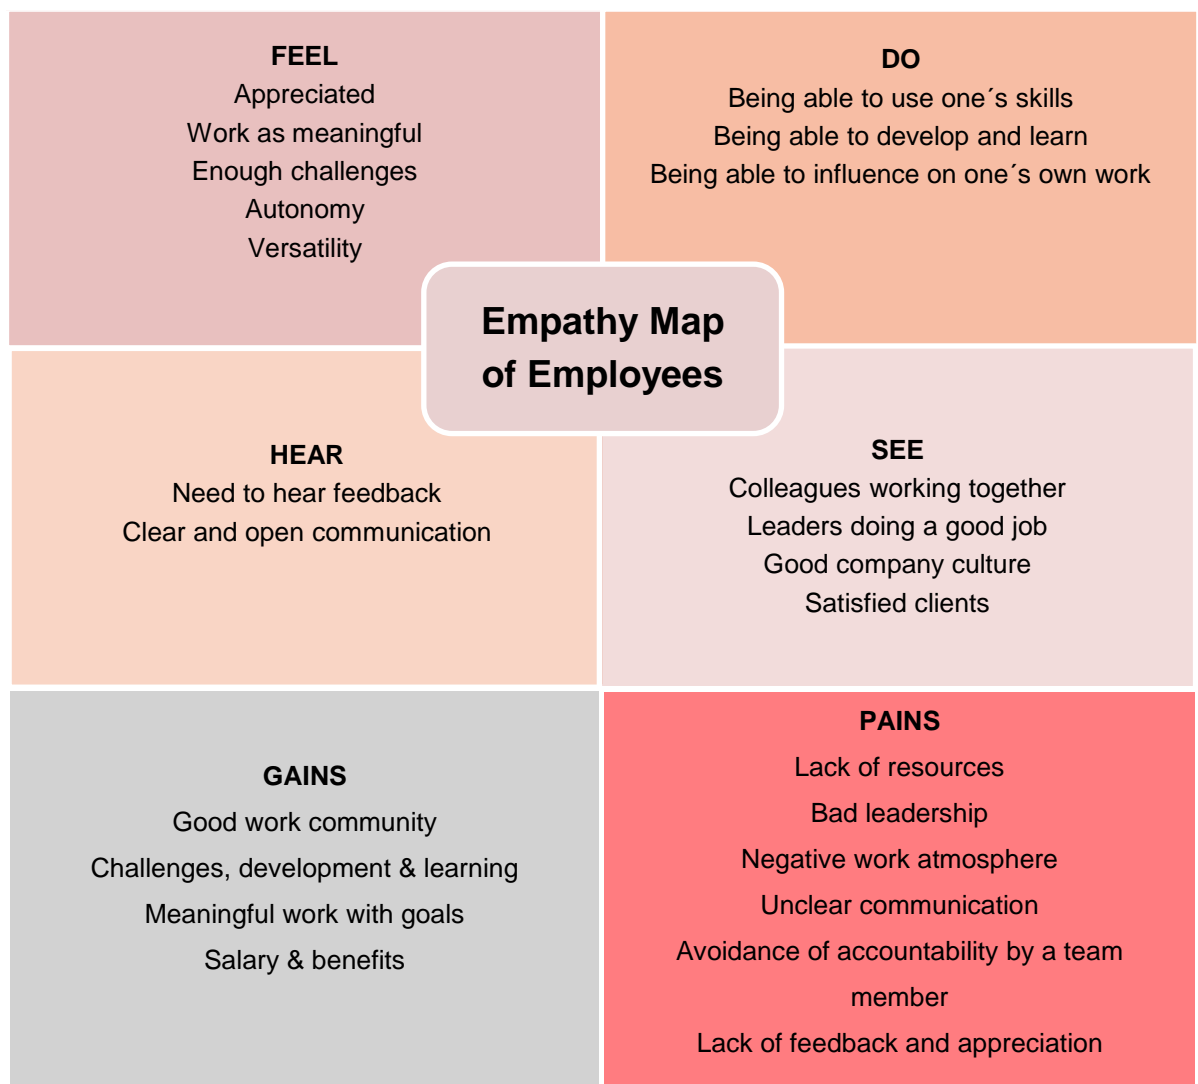 FEEL
Appreciated
Work as meaningful
Enough challenges
Autonomy
Versatility
DO
Being able to use one´s skills
Being able to develop and learn
Being able to influence on one´s own work
Empathy Map
of Employees
HEAR
Need to hear feedback
Clear and open communication
SEE
Colleagues working together
Leaders doing a good job
Good company culture
Satisfied clients
GAINS
Good work community
Challenges, development & learning
Meaningful work with goals
Salary & benefits
PAINS
Lack of resources
Bad leadership
Negative work atmosphere
Unclear communication
Avoidance of accountability by a team
member
Lack of feedback and appreciation